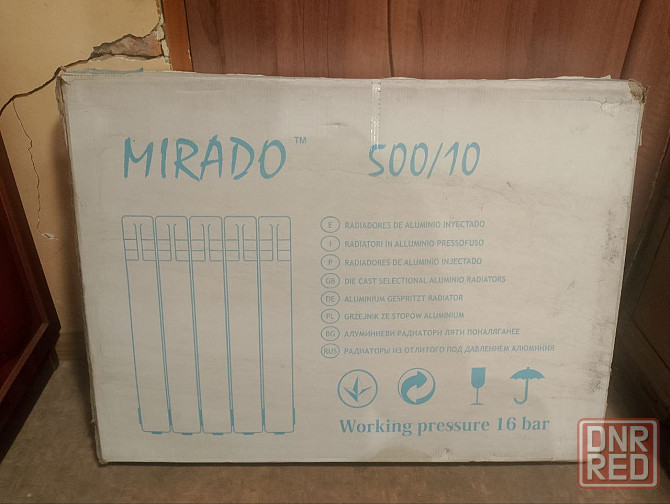 MIRADO™ 500/10
E RADIADORES DE ALUMINIO INYECTADO
I RADIATORI IN ALLUMINIO PRESSOFUSO
P RADIADORES DE ALUMINIO INJECTADO
GB DIE CAST SELECTIONAL ALUMINIO RADIATORS
DE ALUMINIUM GESPRITZT RADIATOR
PL GRZEJNIK ZE STOPÓW ALUMINIUM
BG АЛУМИНИЕВИ РАДИАТОРИ ЛЯТИ ПОНАЛЯГАНЕЕ
RUS РАДИАТОРЫ ИЗ ОТЛИТОГО ПОД ДАВЛЕНИЕМ АЛЮМИНИЯ
Working pressure 16 bar
DNR
RED